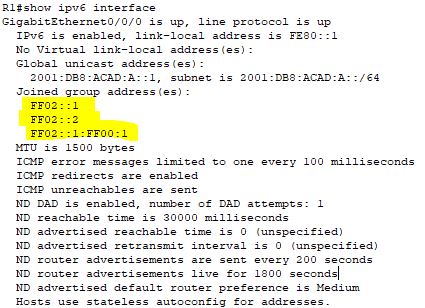 R1#show ipv6 interface
GigabitEthernet0/0/0 is up, line protocol is up
IPv6 is enabled, link-local address is FE80::1
No Virtual link-local address(es):
Global unicast address(es):
2001:DB8:ACAD:A::1, subnet is 2001:DB8:ACAD:A::/64
Joined group address(es):
FF02::1
FF02::2
FF02::1:FF00:1
MTU is 1500 bytes
ICMP error messages limited to one every 100 milliseconds
ICMP redirects are enabled
ICMP unreachables are sent
ND DAD is enabled, number of DAD attempts: 1
ND reachable time is 30000 milliseconds
ND advertised reachable time is 0 (unspecified)
ND advertised retransmit interval is 0 (unspecified)
ND router advertisements are sent every 200 seconds
ND router advertisements live for 1800 seconds
ND advertised default router preference is Medium
Hosts use stateless autoconfig for addresses.